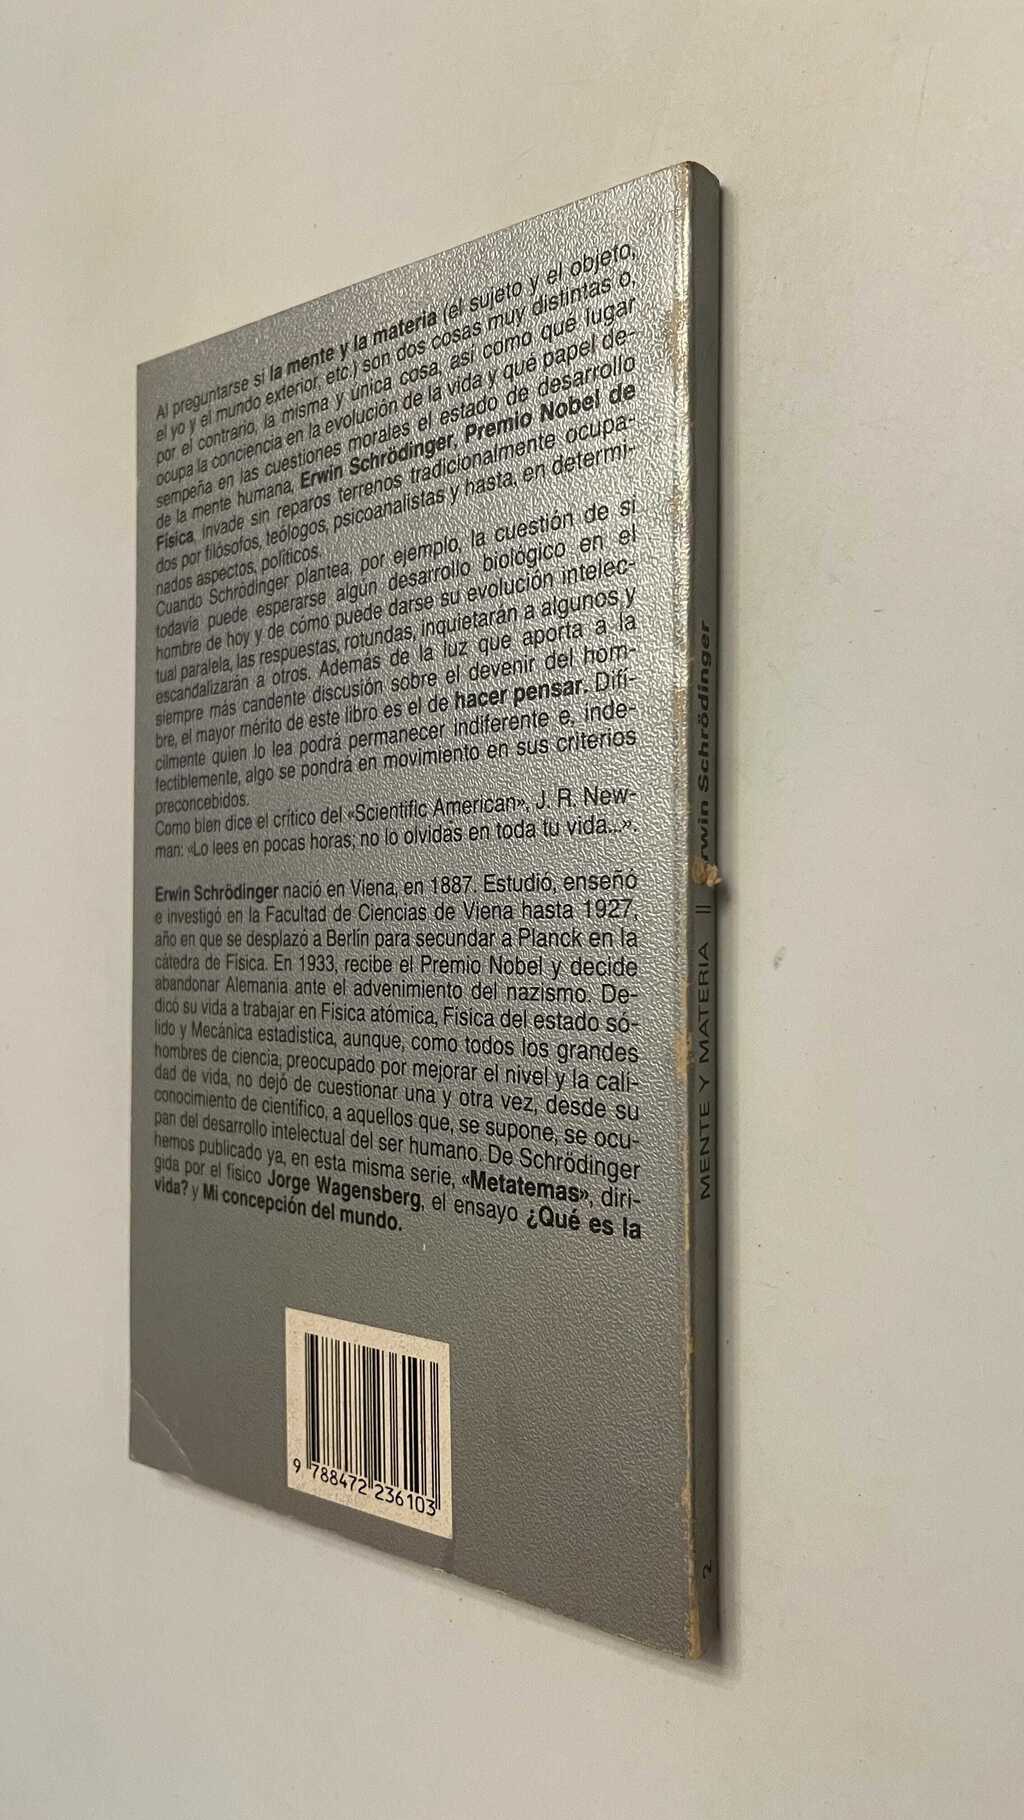 Al preguntarse si la mente y la materia (el sujeto y el objeto,
el yo y el mundo exterior, etc.) son dos cosas muy distintas o,
por el contrario, la misma y única cosa, así como que lugar
ocupa la conciencia en la evolución de la vida y qué papel de-
sempeña en las cuestiones morales el estado de desarrollo
de la mente humana, Erwin Schrödinger, Premio Nobel de
Física, invade sin reparos terrenos tradicionalmente ocupa-
dos por filósofos, teólogos, psicoanalistas y hasta, en determi-
nados aspectos, políticos.
Cuando Schrödinger plantea, por ejemplo, la cuestión de si
todavía puede esperarse algún desarrollo biológico en el
hombre de hoy y de cómo puede darse su evolución intelec-
tual paralela, las respuestas, rotundas, inquietarán a algunos y
escandalizarán a otros. Además de la luz que aporta a la
siempre más candente discusión sobre el devenir del hom-
bre, el mayor mérito de este libro es el de hacer pensar. Difí-
cilmente quien lo lea podrá permanecer indiferente e, inde-
fectiblemente, algo se pondrá en movimiento en sus criterios
preconcebidos.
Como bien dice el crítico del «Scientific American», J. R. New-
man: «Lo lees en pocas horas; no lo olvidas en toda tu vida...».
Erwin Schrödinger nació en Viena, en 1887. Estudió, enseñó
e investigó en la Facultad de Ciencias de Viena hasta 1927,
año en que se desplazó a Berlín para secundar a Planck en la
cátedra de Física. En 1933, recibe el Premio Nobel y decide
abandonar Alemania ante el advenimiento del nazismo. De-
dicó su vida a trabajar en Física atómica, Física del estado só-
lido y Mecánica estadística, aunque, como todos los grandes
hombres de ciencia, preocupado por mejorar el nivel y la cali-
dad de vida, no dejó de cuestionar una y otra vez, desde su
conocimiento de científico, a aquellos que, se supone, se ocu-
pan del desarrollo intelectual del ser humano. De Schrödinger
hemos publicado ya, en esta misma serie, «Metatemas», diri-
gida por el físico Jorge Wagensberg, el ensayo ¿Qué es la
vida? y Mi concepción del mundo.
9 788472 236103
2 MENTE Y MATERIA || rwin Schrödinger